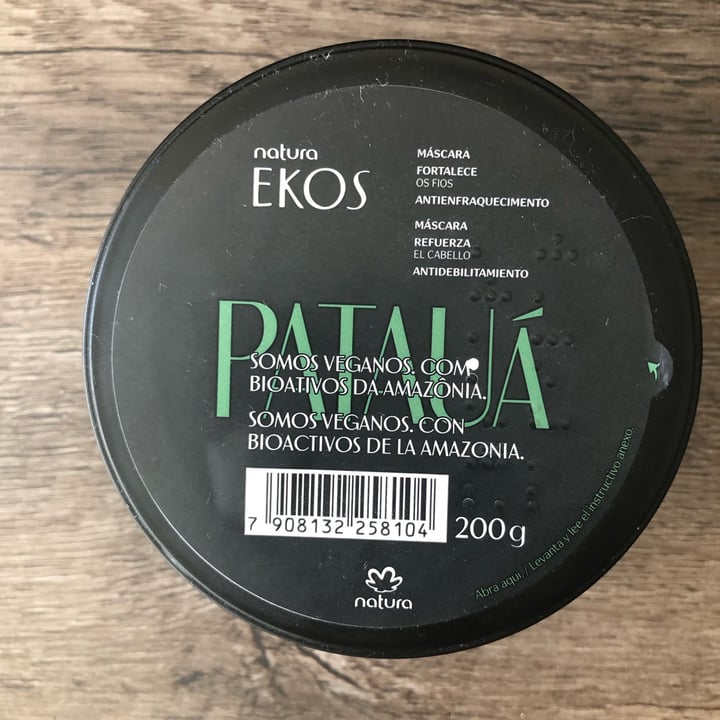 natura
EKOS
MÁSCARA
FORTALECE
OS FIOS
ANTIENFRAQUECIMENTO
MÁSCARA
REFUERZA
EL CABELLO
ANTIDEBILITAMIENTO
PATAUÁ
SOMOS VEGANOS. COM
BIOATIVOS DA AMAZÔNIA.
SOMOS VEGANOS. CON
BIOACTIVOS DE LA AMAZONIA.
7 908132 258104
200g
Abra aqui. / Levanta y lee el instructivo anexo.
natura